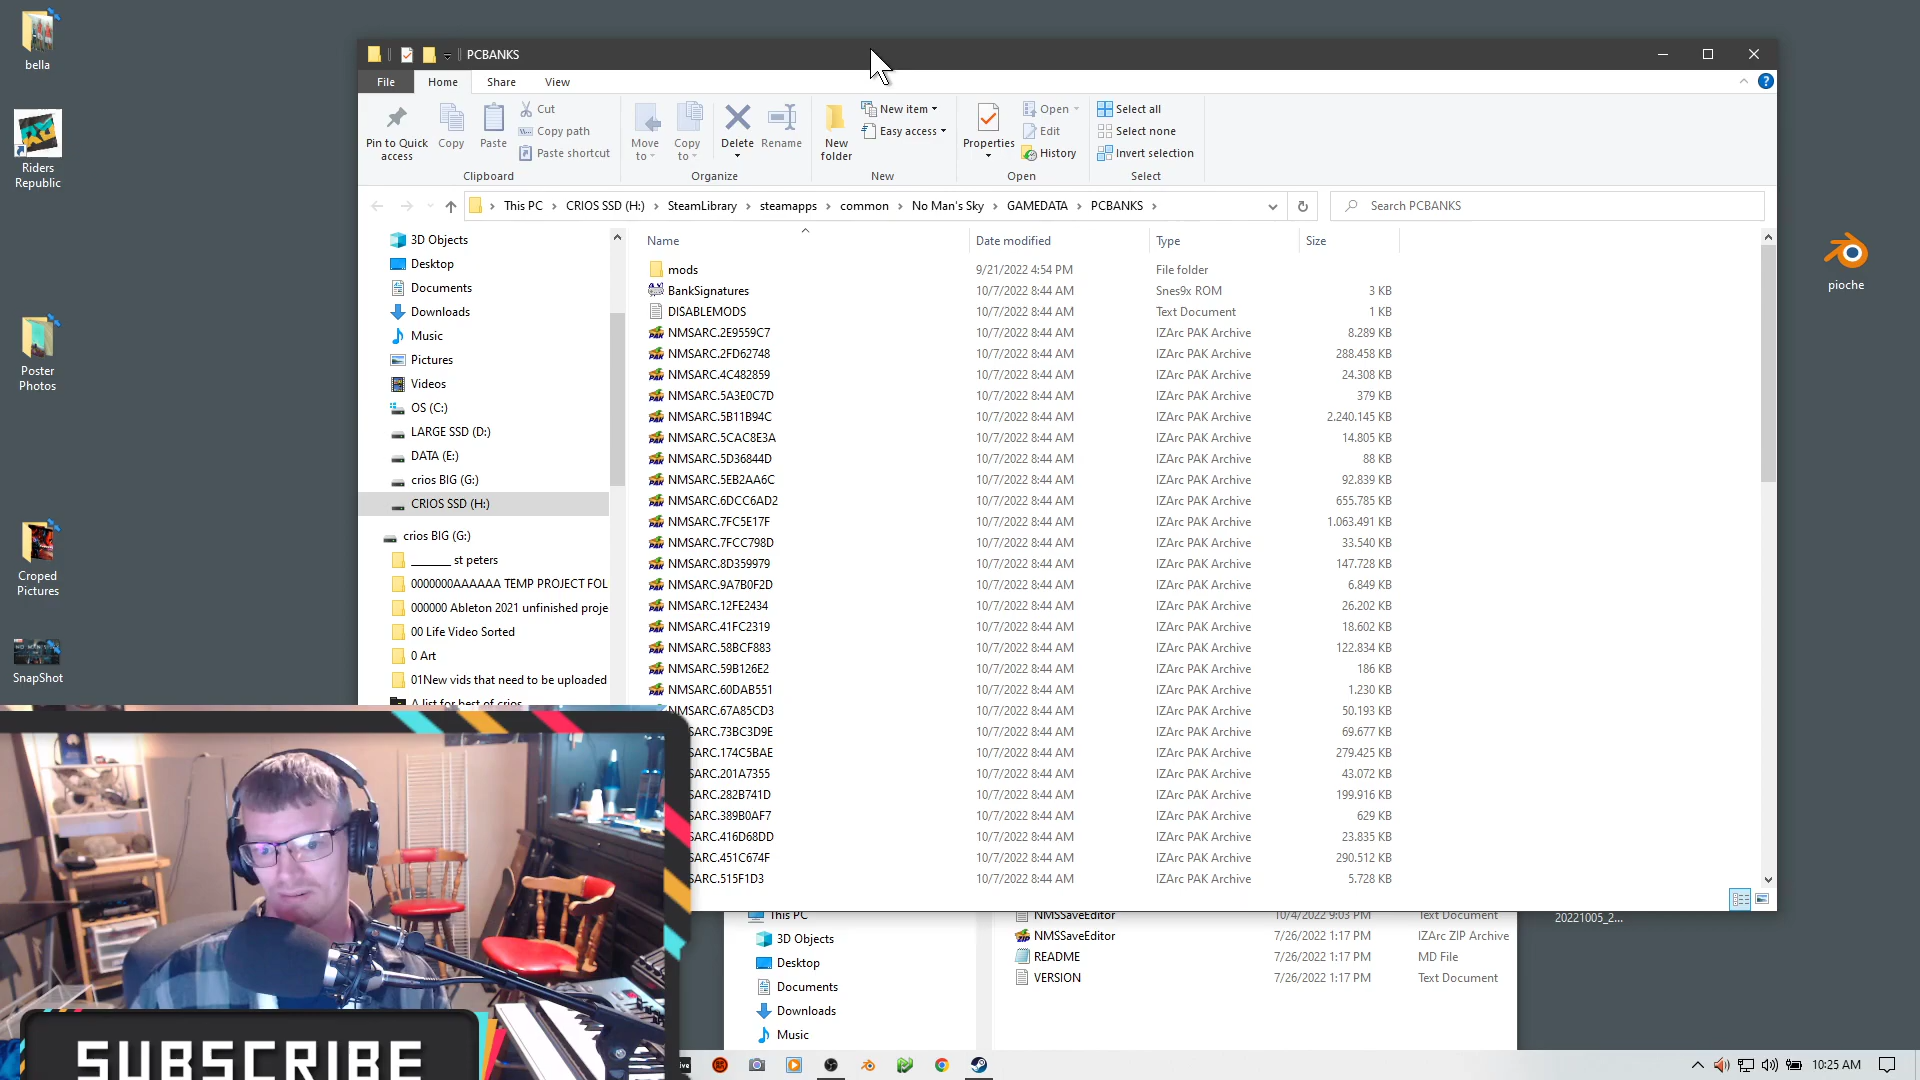 bella
Riders
Republic
Poster
Photos
Croped
Pictures
SnapShot
pioche
PCBANKS
File
Home
Share
View
Pin to Quick
access
Copy
Paste
Cut
Copy path
Paste shortcut
Clipboard
Move
to
Copy
to
Delete
Rename
Organize
New
folder
New item
Easy access
New
Properties
Open
Edit
History
Open
Select all
Select none
Invert selection
Select
This PC
CRIOS SSD (H:)
SteamLibrary
steamapps
common
No Man's Sky
GAMEDATA
PCBANKS
Search PCBANKS
3D Objects
Desktop
Documents
Downloads
Music
Pictures
Videos
OS (C:)
LARGE SSD (D:)
DATA (E:)
crios BIG (G:)
CRIOS SSD (H:)
crios BIG (G:)
_______ st peters
0000000AAAAAA TEMP PROJECT FOL
000000 Ableton 2021 unfinished proje
00 Life Video Sorted
0 Art
01New vids that need to be uploaded
A list for best of crios
Name Date modified Type Size
mods 9/21/2022 4:54 PM File folder
BankSignatures 10/7/2022 8:44 AM Snes9x ROM 3 KB
DISABLEMODS 10/7/2022 8:44 AM Text Document 1 KB
NMSARC.2E9559C7 10/7/2022 8:44 AM IZArc PAK Archive 8.289 KB
NMSARC.2FD62748 10/7/2022 8:44 AM IZArc PAK Archive 288.458 KB
NMSARC.4C482859 10/7/2022 8:44 AM IZArc PAK Archive 24.308 KB
NMSARC.5A3E0C7D 10/7/2022 8:44 AM IZArc PAK Archive 379 KB
NMSARC.5B11B94C 10/7/2022 8:44 AM IZArc PAK Archive 2.240.145 KB
NMSARC.5CAC8E3A 10/7/2022 8:44 AM IZArc PAK Archive 14.805 KB
NMSARC.5D36844D 10/7/2022 8:44 AM IZArc PAK Archive 88 KB
NMSARC.5EB2AA6C 10/7/2022 8:44 AM IZArc PAK Archive 92.839 KB
NMSARC.6DCC6AD2 10/7/2022 8:44 AM IZArc PAK Archive 655.785 KB
NMSARC.7FC5E17F 10/7/2022 8:44 AM IZArc PAK Archive 1.063.491 KB
NMSARC.7FCC798D 10/7/2022 8:44 AM IZArc PAK Archive 33.540 KB
NMSARC.8D359979 10/7/2022 8:44 AM IZArc PAK Archive 147.728 KB
NMSARC.9A7B0F2D 10/7/2022 8:44 AM IZArc PAK Archive 6.849 KB
NMSARC.12FE2434 10/7/2022 8:44 AM IZArc PAK Archive 26.202 KB
NMSARC.41FC2319 10/7/2022 8:44 AM IZArc PAK Archive 18.602 KB
NMSARC.58BCF883 10/7/2022 8:44 AM IZArc PAK Archive 122.834 KB
NMSARC.59B126E2 10/7/2022 8:44 AM IZArc PAK Archive 186 KB
NMSARC.60DAB551 10/7/2022 8:44 AM IZArc PAK Archive 1.230 KB
NMSARC.67A85CD3 10/7/2022 8:44 AM IZArc PAK Archive 50.193 KB
SARC.73BC3D9E 10/7/2022 8:44 AM IZArc PAK Archive 69.677 KB
SARC.174C5BAE 10/7/2022 8:44 AM IZArc PAK Archive 279.425 KB
SARC.201A7355 10/7/2022 8:44 AM IZArc PAK Archive 43.072 KB
SARC.282B741D 10/7/2022 8:44 AM IZArc PAK Archive 199.916 KB
SARC.389B0AF7 10/7/2022 8:44 AM IZArc PAK Archive 629 KB
SARC.416D68DD 10/7/2022 8:44 AM IZArc PAK Archive 23.835 KB
SARC.451C674F 10/7/2022 8:44 AM IZArc PAK Archive 290.512 KB
SARC.515F1D3 10/7/2022 8:44 AM IZArc PAK Archive 5.728 KB
20221005_2...
This PC
3D Objects
Desktop
Documents
Downloads
Music
NMSSaveEditor 10/4/2022 9:03 PM Text Document
NMSSaveEditor 7/26/2022 1:17 PM IZArc ZIP Archive
README 7/26/2022 1:17 PM MD File
VERSION 7/26/2022 1:17 PM Text Document
SUBSCRIBE
10:25 AM